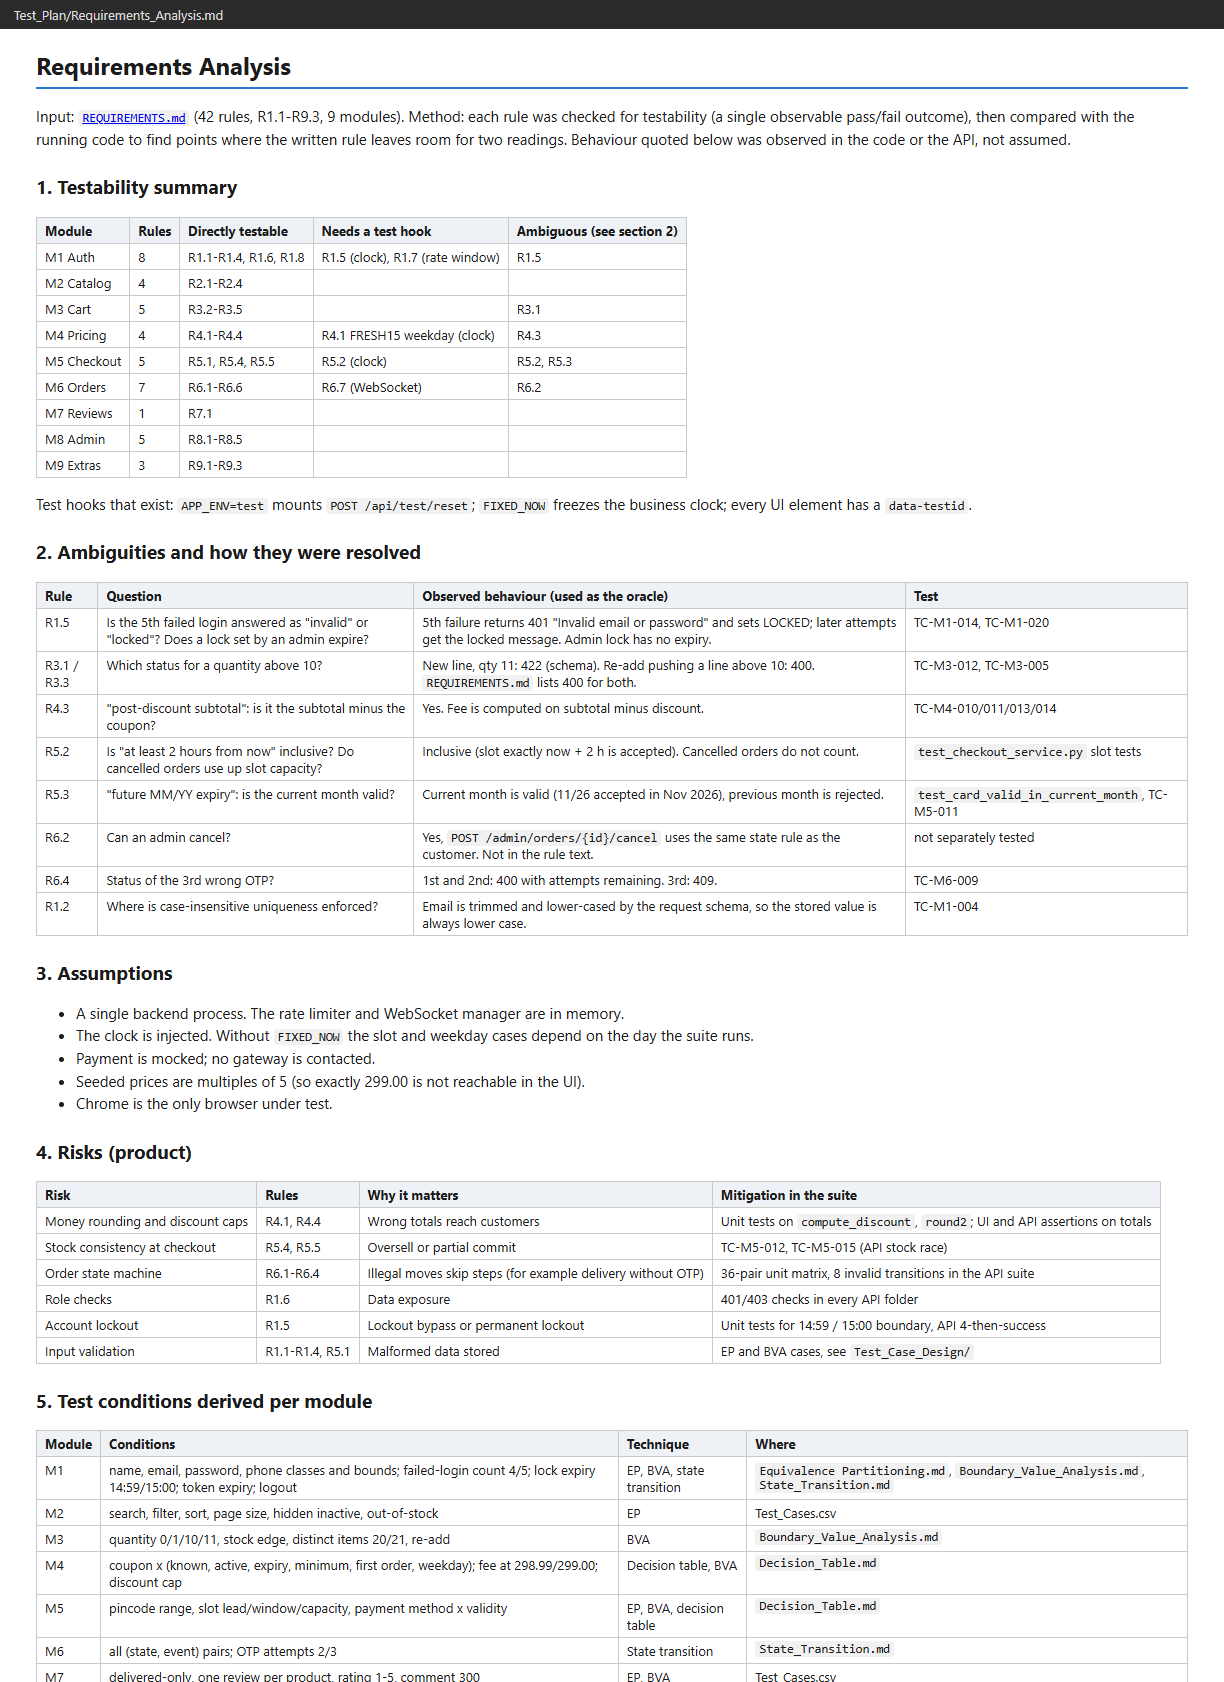 Test_Plan/Requirements_Analysis.md
Requirements Analysis
Input: REQUIREMENTS.md (42 rules, R1.1-R9.3, 9 modules). Method: each rule was checked for testability (a single observable pass/fail outcome), then compared with the
running code to find points where the written rule leaves room for two readings. Behaviour quoted below was observed in the code or the API, not assumed.
1. Testability summary
Module Rules Directly testable Needs a test hook Ambiguous (see section 2)
M1 Auth 8 R1.1-R1.4, R1.6, R1.8 R1.5 (clock), R1.7 (rate window) R1.5
M2 Catalog 4 R2.1-R2.4
M3 Cart 5 R3.2-R3.5 R3.1
M4 Pricing 4 R4.1-R4.4 R4.1 FRESH15 weekday (clock) R4.3
M5 Checkout 5 R5.1, R5.4, R5.5 R5.2 (clock) R5.2, R5.3
M6 Orders 7 R6.1-R6.6 R6.7 (WebSocket) R6.2
M7 Reviews 1 R7.1
M8 Admin 5 R8.1-R8.5
M9 Extras 3 R9.1-R9.3
Test hooks that exist: APP_ENV=test mounts POST /api/test/reset; FIXED_NOW freezes the business clock; every UI element has a data-testid.
2. Ambiguities and how they were resolved
Rule Question Observed behaviour (used as the oracle) Test
R1.5 Is the 5th failed login answered as "invalid" or "locked"? Does a lock set by an admin expire? 5th failure returns 401 "Invalid email or password" and sets LOCKED; later attempts get the locked message. Admin lock has no expiry. TC-M1-014, TC-M1-020
R3.1 / R3.3 Which status for a quantity above 10? New line, qty 11: 422 (schema). Re-add pushing a line above 10: 400. REQUIREMENTS.md lists 400 for both. TC-M3-012, TC-M3-005
R4.3 "post-discount subtotal": is it the subtotal minus the coupon? Yes. Fee is computed on subtotal minus discount. TC-M4-010/011/013/014
R5.2 Is "at least 2 hours from now" inclusive? Do cancelled orders use up slot capacity? Inclusive (slot exactly now + 2 h is accepted). Cancelled orders do not count. test_checkout_service.py slot tests
R5.3 "future MM/YY expiry": is the current month valid? Current month is valid (11/26 accepted in Nov 2026), previous month is rejected. test_card_valid_in_current_month, TC-M5-011
R6.2 Can an admin cancel? Yes, POST /admin/orders/{id}/cancel uses the same state rule as the customer. Not in the rule text. not separately tested
R6.4 Status of the 3rd wrong OTP? 1st and 2nd: 400 with attempts remaining. 3rd: 409. TC-M6-009
R1.2 Where is case-insensitive uniqueness enforced? Email is trimmed and lower-cased by the request schema, so the stored value is always lower case. TC-M1-004
3. Assumptions
• A single backend process. The rate limiter and WebSocket manager are in memory.
• The clock is injected. Without FIXED_NOW the slot and weekday cases depend on the day the suite runs.
• Payment is mocked; no gateway is contacted.
• Seeded prices are multiples of 5 (so exactly 299.00 is not reachable in the UI).
• Chrome is the only browser under test.
4. Risks (product)
Risk Rules Why it matters Mitigation in the suite
Money rounding and discount caps R4.1, R4.4 Wrong totals reach customers Unit tests on compute_discount, round2; UI and API assertions on totals
Stock consistency at checkout R5.4, R5.5 Oversell or partial commit TC-M5-012, TC-M5-015 (API stock race)
Order state machine R6.1-R6.4 Illegal moves skip steps (for example delivery without OTP) 36-pair unit matrix, 8 invalid transitions in the API suite
Role checks R1.6 Data exposure 401/403 checks in every API folder
Account lockout R1.5 Lockout bypass or permanent lockout Unit tests for 14:59 / 15:00 boundary, API 4-then-success
Input validation R1.1-R1.4, R5.1 Malformed data stored EP and BVA cases, see Test_Case_Design/
5. Test conditions derived per module
Module Conditions Technique Where
M1 name, email, password, phone classes and bounds; failed-login count 4/5; lock expiry 14:59/15:00; token expiry; logout EP, BVA, state transition Equivalence Partitioning.md, Boundary_Value_Analysis.md, State_Transition.md
M2 search, filter, sort, page size, hidden inactive, out-of-stock EP Test_Cases.csv
M3 quantity 0/1/10/11, stock edge, distinct items 20/21, re-add BVA Boundary_Value_Analysis.md
M4 coupon x (known, active, expiry, minimum, first order, weekday); fee at 298.99/299.00; discount cap Decision table, BVA Decision_Table.md
M5 pincode range, slot lead/window/capacity, payment method x validity EP, BVA, decision table Decision_Table.md
M6 all (state, event) pairs; OTP attempts 2/3 State transition State_Transition.md
M7 delivered-only, one review per product, rating 1-5, comment 300 EP, BVA Test_Cases.csv